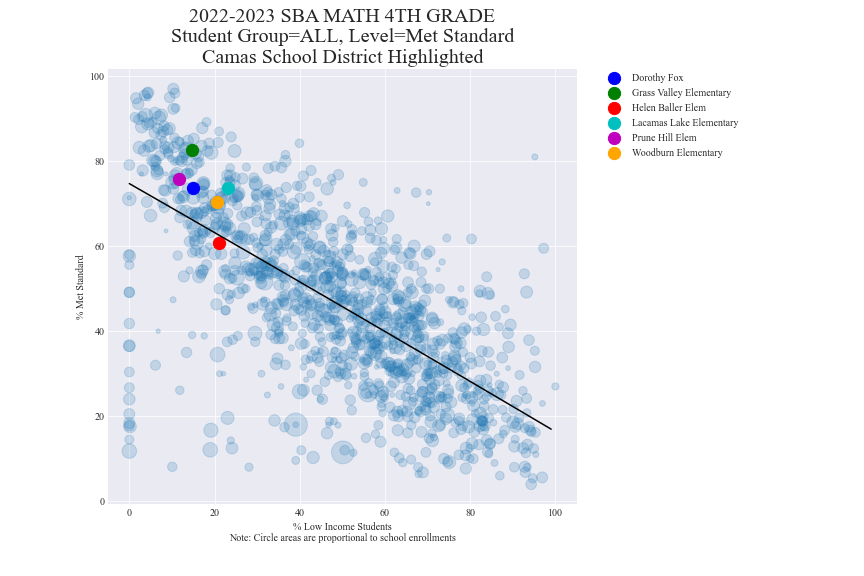 2022-2023 SBA MATH 4TH GRADE
Student Group=ALL, Level=Met Standard
Camas School District Highlighted
100
80
60
40
20
0
% Met Standard
0 20 40 60 80 100
% Low Income Students
Note: Circle areas are proportional to school enrollments
Dorothy Fox
Grass Valley Elementary
Helen Baller Elem
Lacamas Lake Elementary
Prune Hill Elem
Woodburn Elementary